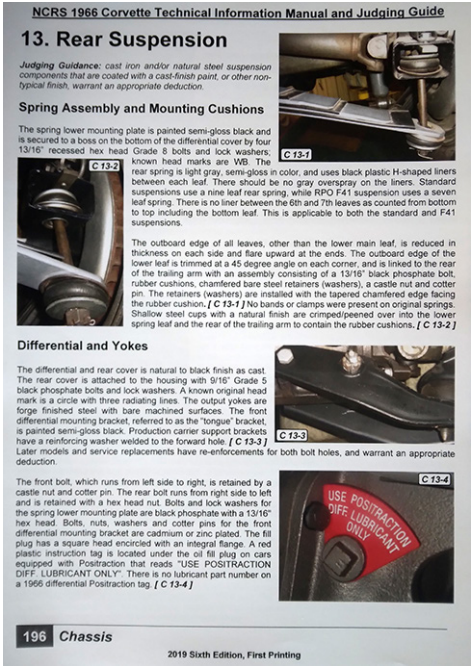 NCRS 1966 Corvette Technical Information Manual and Judging Guide
13. Rear Suspension
Judging Guidance: cast iron and/or natural steel suspension
components that are coated with a cast-finish paint, or other non-
typical finish, warrant an appropriate deduction.
Spring Assembly and Mounting Cushions
C 13-1
The spring lower mounting plate is painted semi-gloss black and
is secured to a boss on the bottom of the differential cover by four
13/16" recessed hex head Grade 8 bolts and lock washers;
C 13-2
known head marks are WB. The
rear spring is light gray, semi-gloss in color, and uses black plastic H-shaped liners
between each leaf. There should be no gray overspray on the liners. Standard
suspensions use a nine leaf rear spring, while RPO F41 suspension uses a seven
leaf spring. There is no liner between the 6th and 7th leaves as counted from bottom
to top including the bottom leaf. This is applicable to both the standard and F41
suspensions.
The outboard edge of all leaves, other than the lower main leaf, is reduced in
thickness on each side and flare upward at the ends. The outboard edge of the
lower leaf is trimmed at a 45 degree angle on each corner, and is linked to the rear
of the trailing arm with an assembly consisting of a 13/16" black phosphate bolt,
rubber cushions, chamfered bare steel retainers (washers), a castle nut and cotter
pin. The retainers (washers) are installed with the tapered chamfered edge facing
the rubber cushion. [ C 13-1 ] No bands or clamps were present on original springs.
Shallow steel cups with a natural finish are crimped/peened over into the lower
spring leaf and the rear of the trailing arm to contain the rubber cushions. [ C 13-2 ]
Differential and Yokes
The differential and rear cover is natural to black finish as cast.
The rear cover is attached to the housing with 9/16" Grade 5
black phosphate bolts and lock washers. A known original head
mark is a circle with three radiating lines. The output yokes are
forge finished steel with bare machined surfaces. The front
differential mounting bracket, referred to as the "tongue" bracket,
is painted semi-gloss black. Production carrier support brackets
have a reinforcing washer welded to the forward hole. [ C 13-3 ]
C 13-3
Later models and service replacements have re-enforcements for both bolt holes, and warrant an appropriate
deduction.
The front bolt, which runs from left side to right, is retained by a
castle nut and cotter pin. The rear bolt runs from right side to left
and is retained with a hex head nut. Bolts and lock washers for
the spring lower mounting plate are black phosphate with a 13/16"
hex head. Bolts, nuts, washers and cotter pins for the front
differential mounting bracket are cadmium or zinc plated. The fill
plug has a square head encircled with an integral flange. A red
plastic instruction tag is located under the oil fill plug on cars
equipped with Positraction that reads "USE POSITRACTION
DIFF. LUBRICANT ONLY". There is no lubricant part number on
a 1966 differential Positraction tag. [ C 13-4 ]
C 13-4
USE POSITRACTION
DIFF. LUBRICANT
ONLY
196 Chassis
2019 Sixth Edition, First Printing